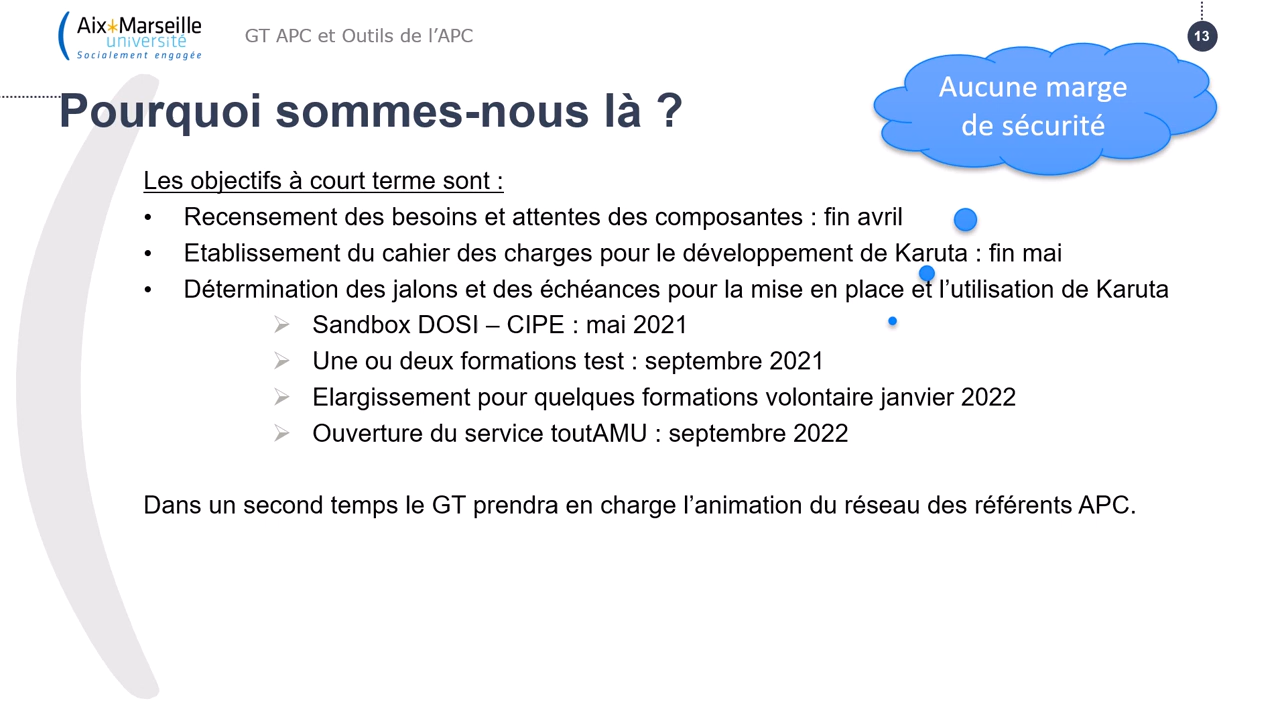 Aix*Marseille
université
Socialement engagée
GT APC et Outils de l’APC
13
Pourquoi sommes-nous là ?
Aucune marge
de sécurité
Les objectifs à court terme sont :
• Recensement des besoins et attentes des composantes : fin avril
• Etablissement du cahier des charges pour le développement de Karuta : fin mai
• Détermination des jalons et des échéances pour la mise en place et l’utilisation de Karuta
➢ Sandbox DOSI – CIPE : mai 2021
➢ Une ou deux formations test : septembre 2021
➢ Elargissement pour quelques formations volontaire janvier 2022
➢ Ouverture du service toutAMU : septembre 2022
Dans un second temps le GT prendra en charge l’animation du réseau des référents APC.